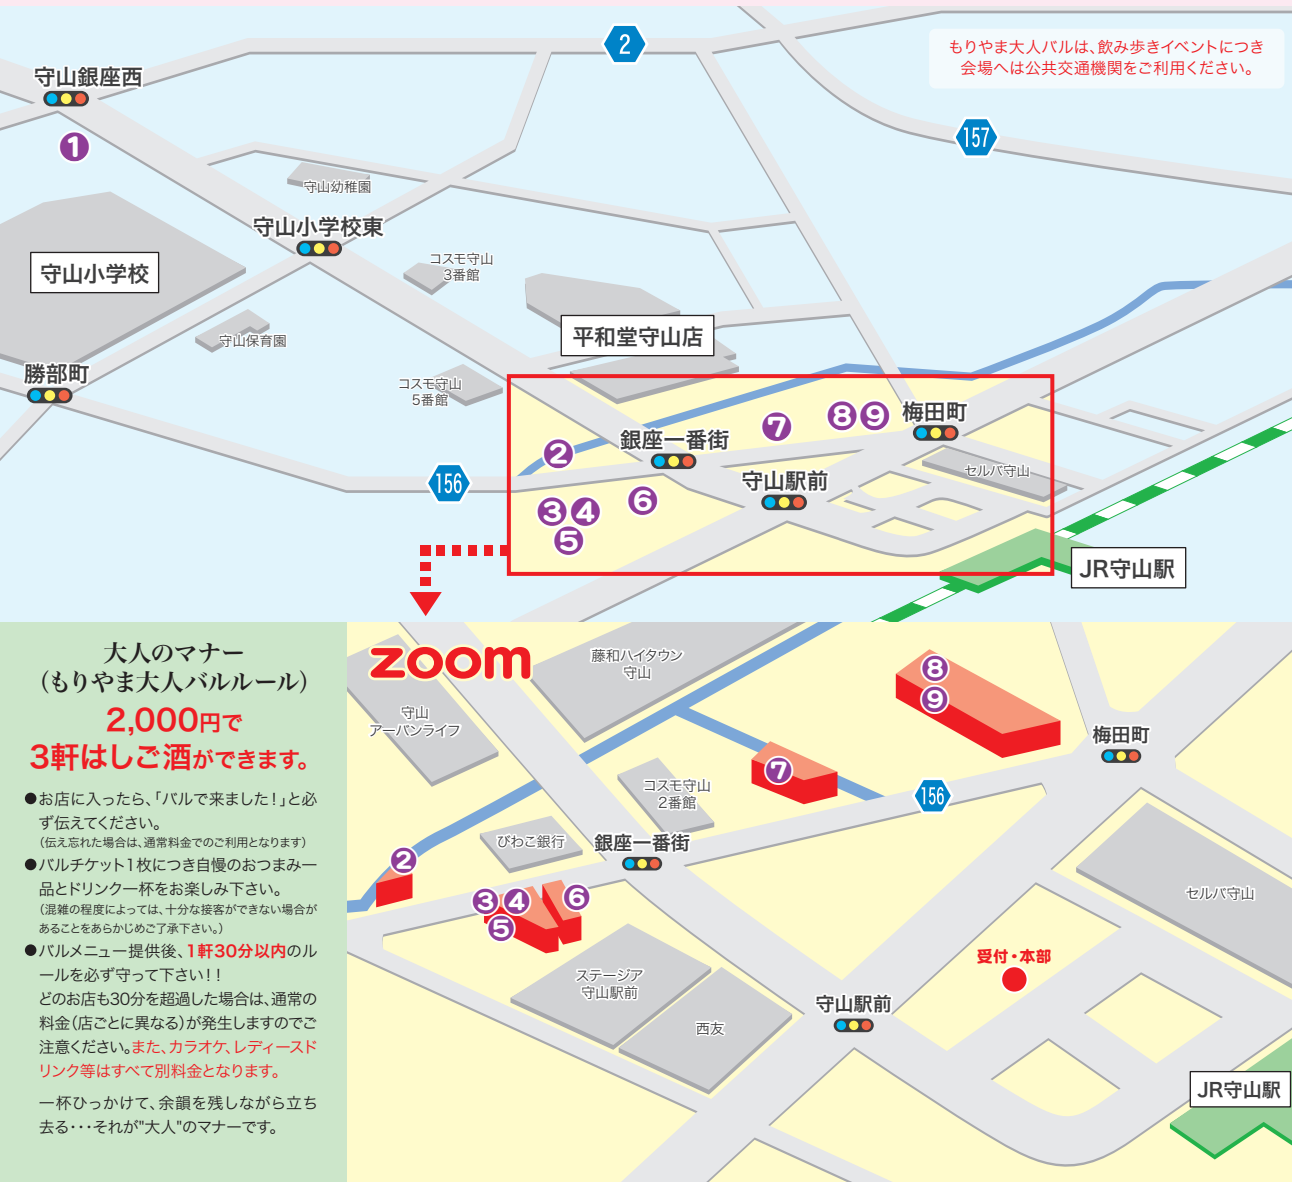 2
もりやま大人バルは、飲み歩きイベントにつき
会場へは公共交通機関をご利用ください。
守山銀座西
1
157
守山幼稚園
守山小学校東
守山小学校
コスモ守山
3番館
守山保育園
平和堂守山店
勝部町
コスモ守山
5番館
7
8
9
梅田町
銀座一番街
2
セルバ守山
156
守山駅前
6
3
4
5
JR守山駅
大人のマナー
（もりやま大人バルルール）
2,000円で
3軒はしご酒ができます。
●お店に入ったら、「バルで来ました！」と必
ず伝えてください。
（伝え忘れた場合は、通常料金でのご利用となります）
●バルチケット1枚につき自慢のおつまみ一
品とドリンク一杯をお楽しみ下さい。
（混雑の程度によっては、十分な接客ができない場合が
あることをあらかじめご了承下さい。）
●バルメニュー提供後、1軒30分以内のル
ールを必ず守って下さい！！
どのお店も30分を超過した場合は、通常の
料金（店ごとに異なる）が発生しますのでご
注意ください。また、カラオケ、レディースド
リンク等はすべて別料金となります。
一杯ひっかけて、余韻を残しながら立ち
去る・・・それが"大人"のマナーです。
zoom
藤和ハイタウン
守山
8
9
守山
アーバンライフ
梅田町
7
コスモ守山
2番館
156
びわこ銀行
銀座一番街
2
3
4
6
5
セルバ守山
受付・本部
ステージア
守山駅前
守山駅前
西友
JR守山駅